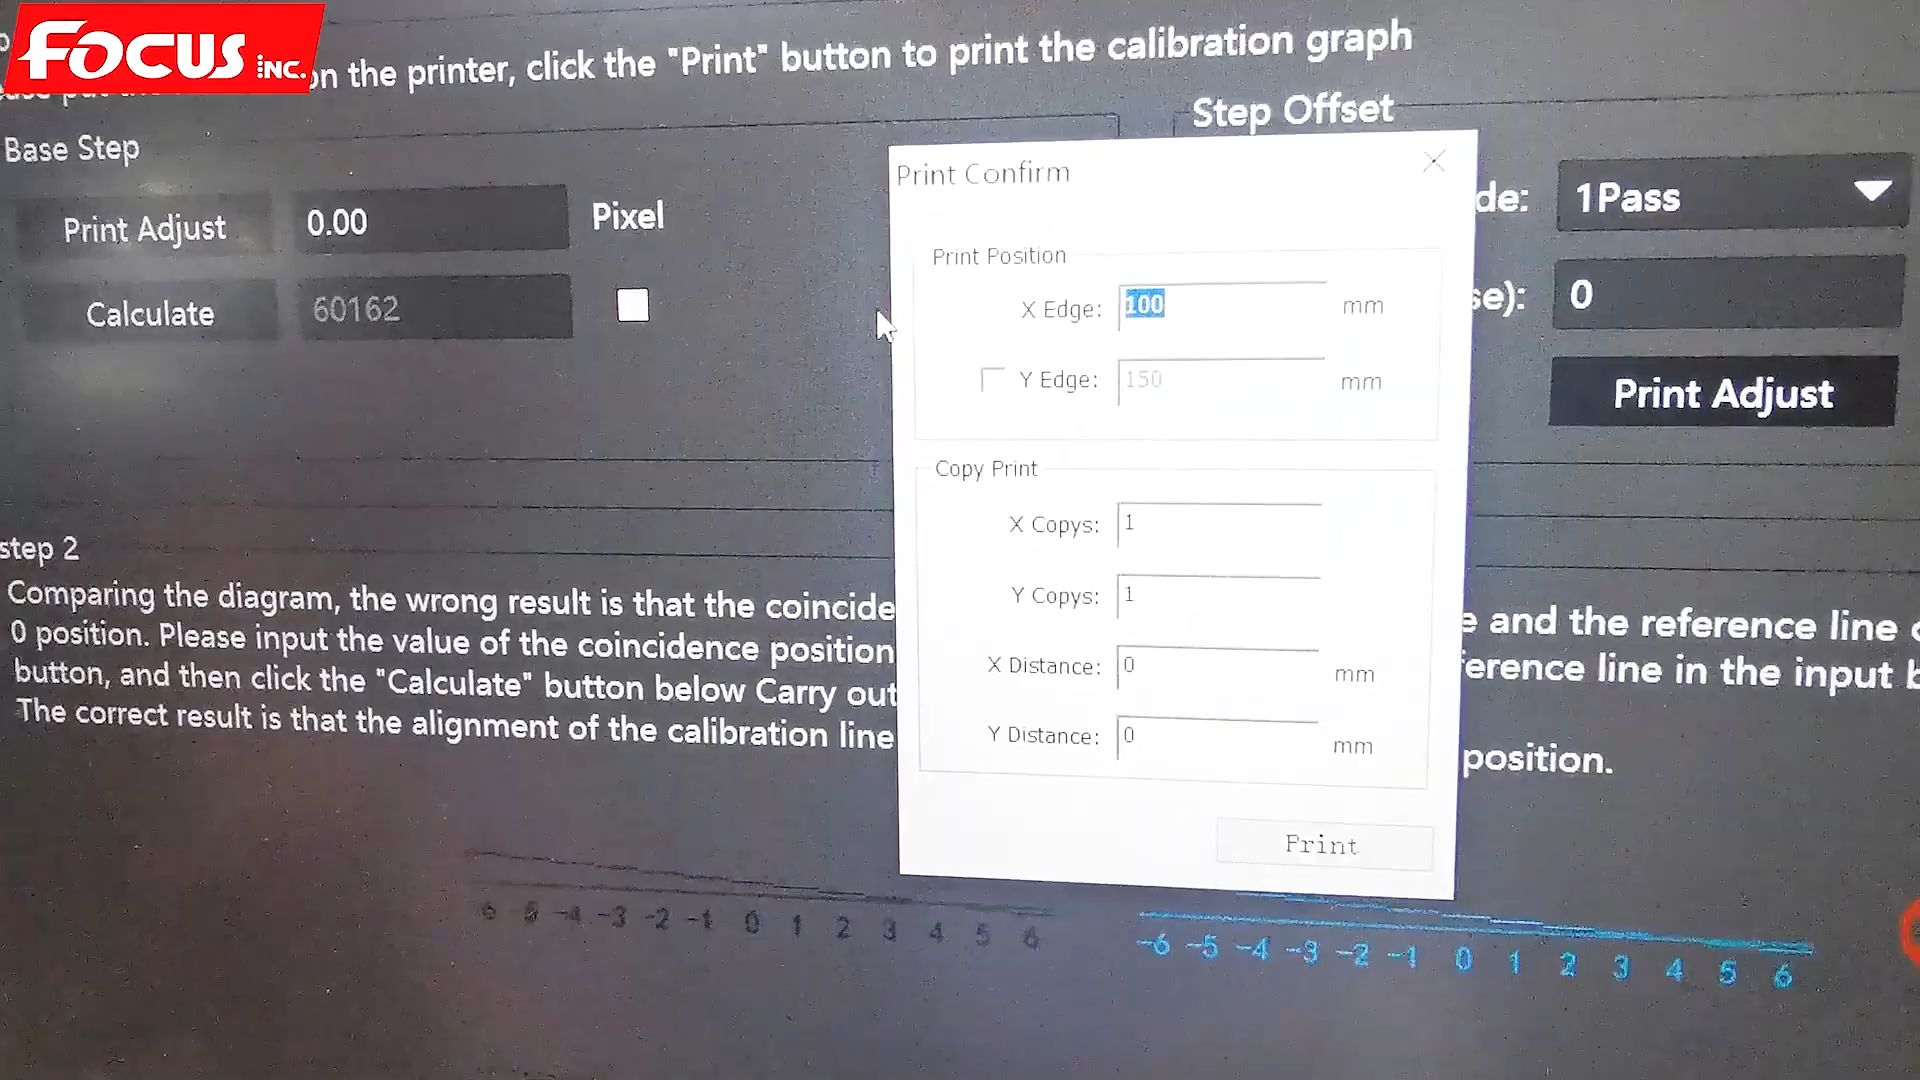 FOCUS INC.
on the printer, click the "Print" button to print the calibration graph
Base Step
Step Offset
Print Adjust 0.00 Pixel
Calculate 60162
de: 1Pass
se): 0
Print Adjust
Print Confirm
Print Position
X Edge: 100 mm
Y Edge: 150 mm
Copy Print
X Copys: 1
Y Copys: 1
X Distance: 0 mm
Y Distance: 0 mm
Print
step 2
Comparing the diagram, the wrong result is that the coincide e and the reference line
0 position. Please input the value of the coincidence position erence line in the input
button, and then click the "Calculate" button below Carry out
The correct result is that the alignment of the calibration line position.
6 -4 -3 -2 -1 0 1 2 3 4 5 6
-6 -5 -4 -3 -2 -1 0 1 2 3 4 5 6